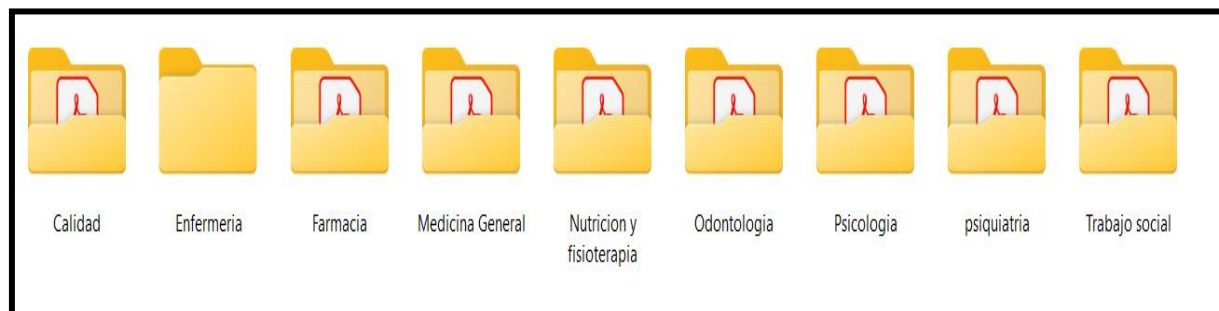 Calidad
Enfermeria
Farmacia
Medicina General
Nutricion y
fisioterapia
Odontologia
Psicologia
psiquiatria
Trabajo social